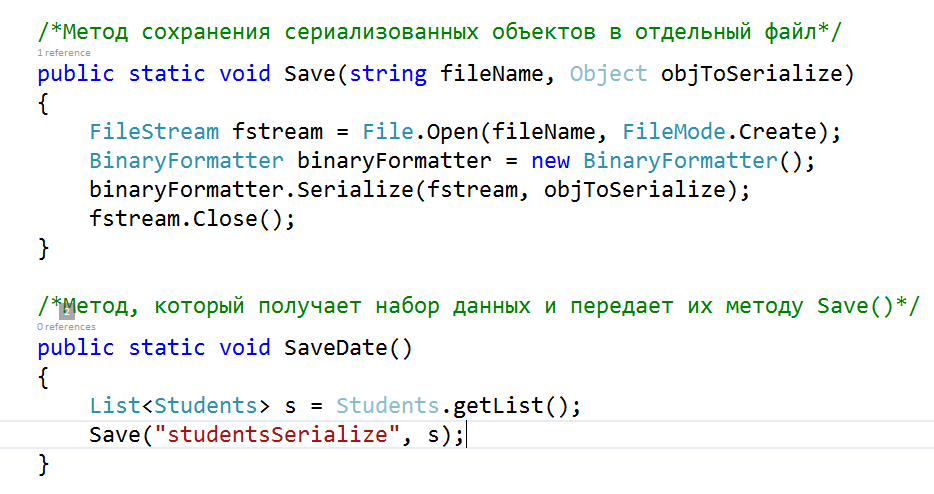 /*Метод сохранения сериализованных объектов в отдельный файл*/
1 reference
public static void Save(string fileName, Object objToSerialize)
{
    FileStream fstream = File.Open(fileName, FileMode.Create);
    BinaryFormatter binaryFormatter = new BinaryFormatter();
    binaryFormatter.Serialize(fstream, objToSerialize);
    fstream.Close();
}
/*Метод, который получает набор данных и передает их методу Save()*/
2
0 references
public static void SaveDate()
{
    List<Students> s = Students.getList();
    Save("studentsSerialize", s);
}